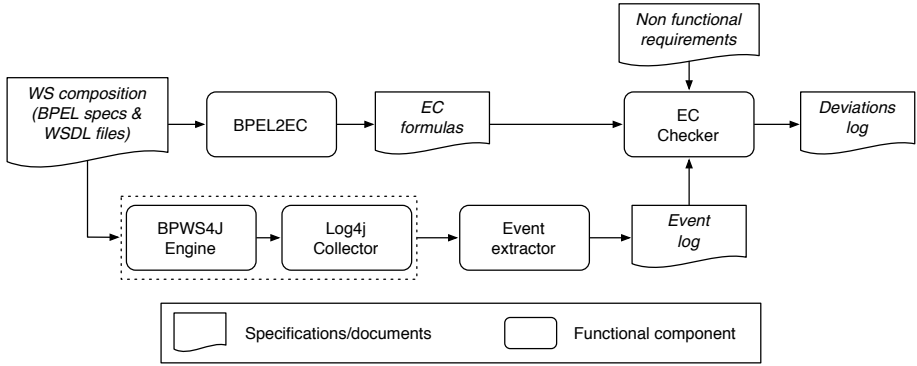 Non functional
requirements
WS composition
(BPEL specs &
WSDL files)
BPEL2EC
EC
formulas
EC
Checker
Deviations
log
BPWS4J
Engine
Log4j
Collector
Event
extractor
Event
log
Specifications/documents
Functional component